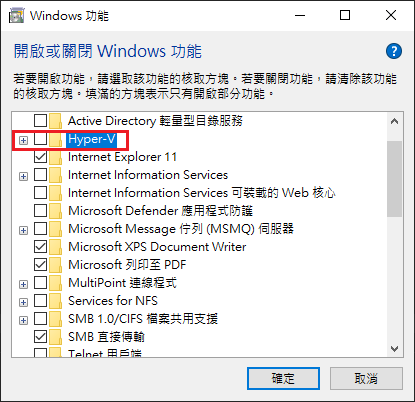 Windows 功能
開啟或關閉 Windows 功能
若要開啟功能，請選取該功能的核取方塊。若要關閉功能，請清除該功能
的核取方塊。填滿的方塊表示只有開啟部分功能。
Active Directory 輕量型目錄服務
Hyper-V
Internet Explorer 11
Internet Information Services
Internet Information Services 可裝載的 Web 核心
Microsoft Defender 應用程式防護
Microsoft Message 佇列 (MSMQ) 伺服器
Microsoft XPS Document Writer
Microsoft 列印至 PDF
MultiPoint 連線程式
Services for NFS
SMB 1.0/CIFS 檔案共用支援
SMB 直接傳輸
Telnet 用戶端
確定
取消